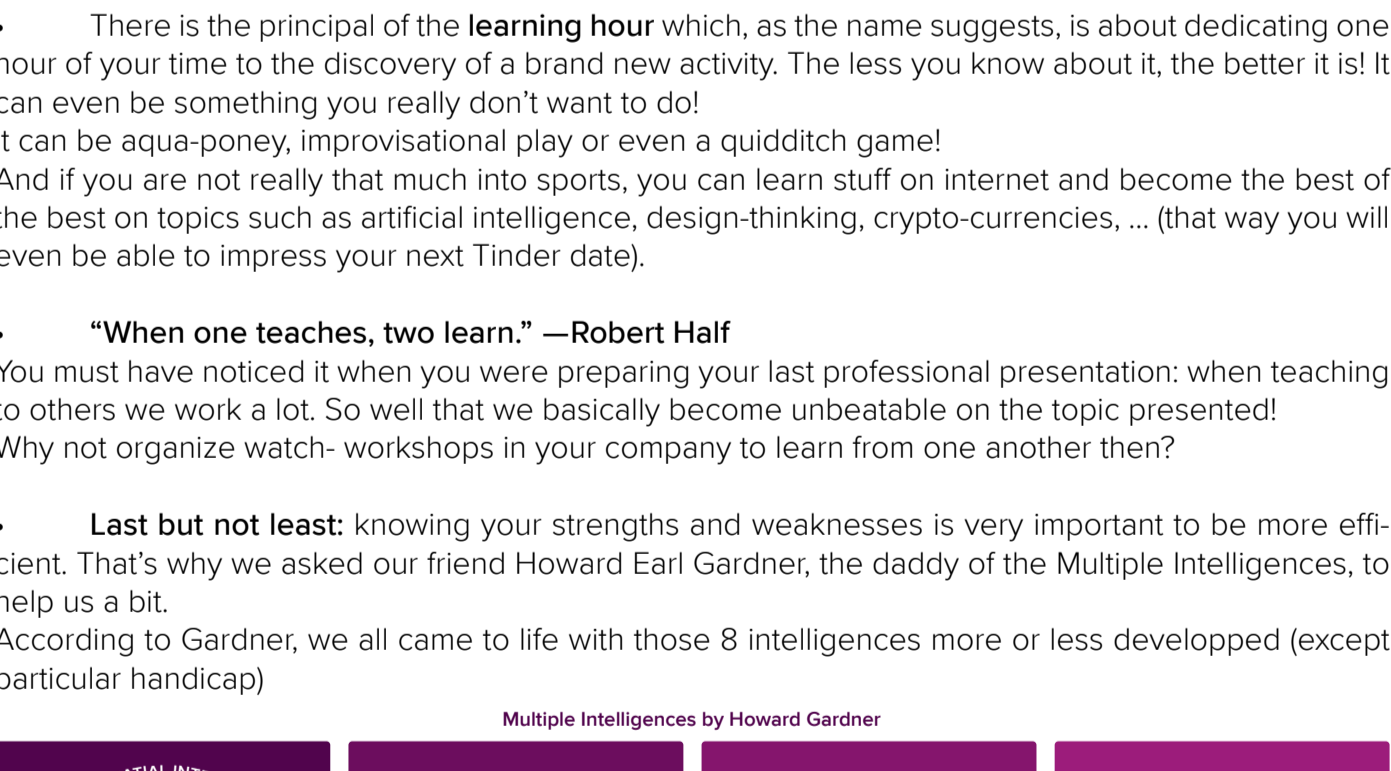 • There is the principal of the learning hour which, as the name suggests, is about dedicating one
hour of your time to the discovery of a brand new activity. The less you know about it, the better it is! It
can even be something you really don’t want to do!
It can be aqua-poney, improvisational play or even a quidditch game!
And if you are not really that much into sports, you can learn stuff on internet and become the best of
the best on topics such as artificial intelligence, design-thinking, crypto-currencies, ... (that way you will
even be able to impress your next Tinder date).
• “When one teaches, two learn.” —Robert Half
You must have noticed it when you were preparing your last professional presentation: when teaching
to others we work a lot. So well that we basically become unbeatable on the topic presented!
Why not organize watch- workshops in your company to learn from one another then?
• Last but not least: knowing your strengths and weaknesses is very important to be more effi-
cient. That’s why we asked our friend Howard Earl Gardner, the daddy of the Multiple Intelligences, to
help us a bit.
According to Gardner, we all came to life with those 8 intelligences more or less developped (except
particular handicap)
Multiple Intelligences by Howard Gardner